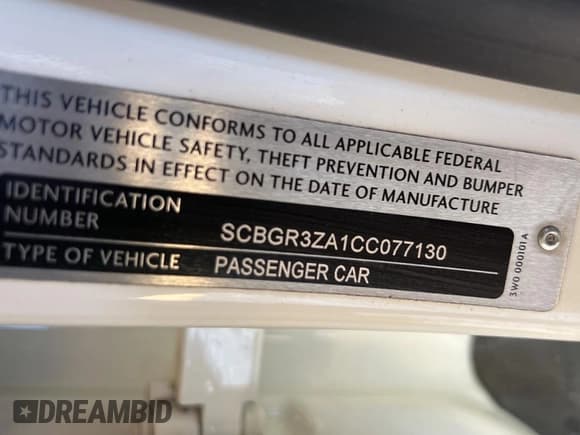 THIS VEHICLE CONFORMS TO ALL APPLICABLE FEDERAL
MOTOR VEHICLE SAFETY, THEFT PREVENTION AND BUMPER
STANDARDS IN EFFECT ON THE DATE OF MANUFACTURE
IDENTIFICATION
NUMBER SCBGR3ZA1CC077130
TYPE OF VEHICLE PASSENGER CAR
3W0 000101 A
DREAMBID